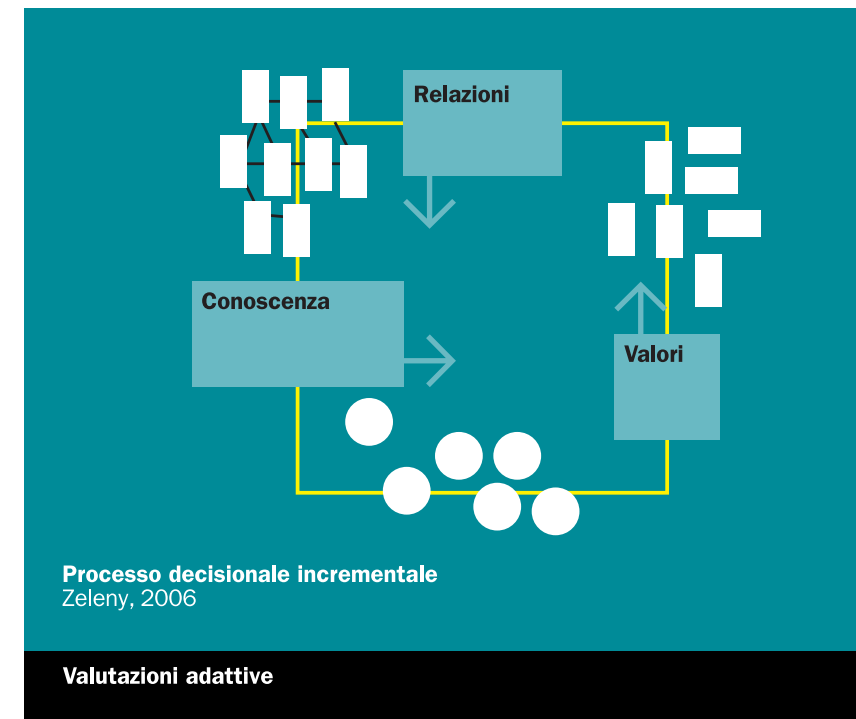 Relazioni
Conoscenza
Valori
Processo decisionale incrementale
Zeleny, 2006
Valutazioni adattive